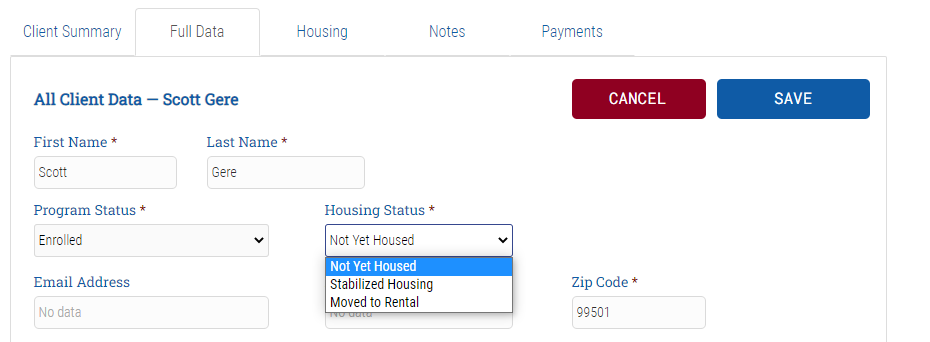 Client Summary Full Data Housing Notes Payments
All Client Data — Scott Gere CANCEL SAVE
First Name * Last Name *
Scott Gere
Program Status * Housing Status *
Enrolled Not Yet Housed
Not Yet Housed
Email Address Stabilized Housing Zip Code *
Moved to Rental
No data No data 99501